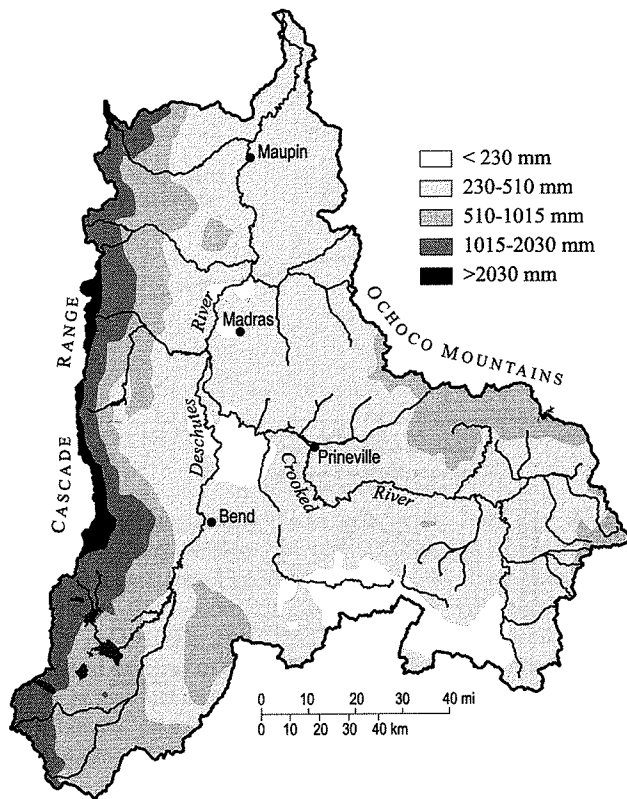 Maupin
< 230 mm
230-510 mm
510-1015 mm
1015-2030 mm
>2030 mm
CASCADE RANGE
OCHOCO MOUNTAINS
Madras
Deschutes River
Prineville
Crooked River
Bend
0 10 20 30 40 mi
0 10 20 30 40 km